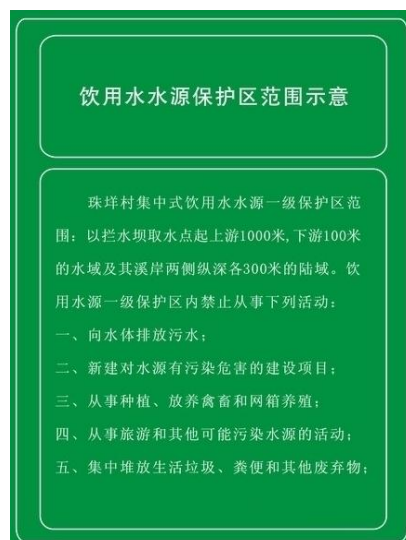 饮用水水源保护区范围示意
珠垟村集中式饮用水水源一级保护区范
围：以拦水坝取水点起上游1000米,下游100米
的水域及其溪岸两侧纵深各300米的陆域。饮
用水源一级保护区内禁止从事下列活动：
一、向水体排放污水；
二、新建对水源有污染危害的建设项目；
三、从事种植、放养禽畜和网箱养殖；
四、从事旅游和其他可能污染水源的活动；
五、集中堆放生活垃圾、粪便和其他废弃物；